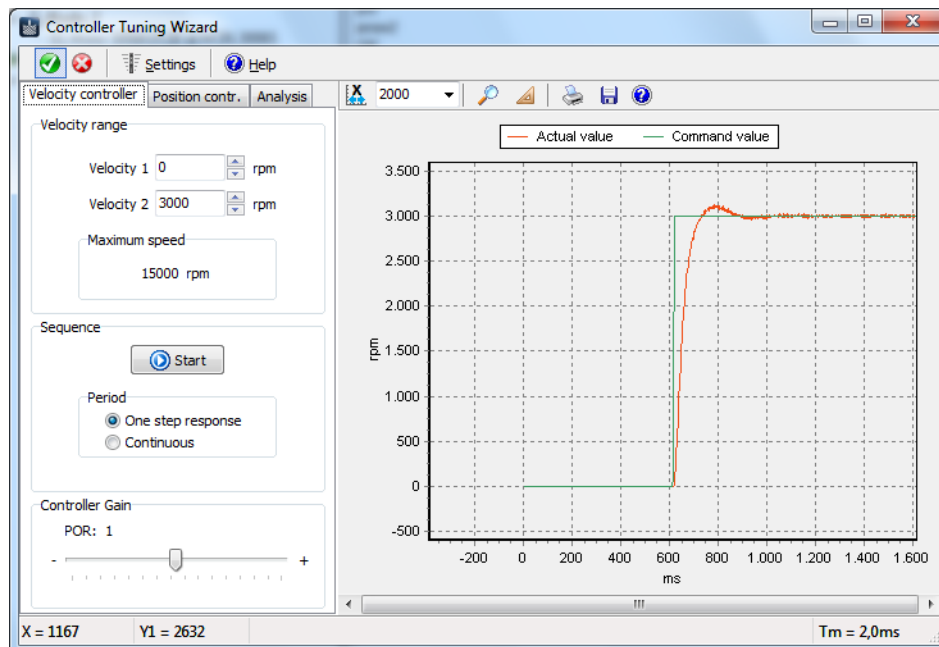 Controller Tuning Wizard
Settings Help
Velocity controller Position contr. Analysis
X 2000
Velocity range
Velocity 1 0 rpm
Velocity 2 3000 rpm
Maximum speed
15000 rpm
Sequence
Start
Period
One step response
Continuous
Controller Gain
POR: 1
- +
Actual value Command value
3.500
3.000
2.500
2.000
1.500
1.000
500
0
-500
rpm
-200 0 200 400 600 800 1.000 1.200 1.400 1.600
ms
X = 1167 Y1 = 2632 Tm = 2,0ms